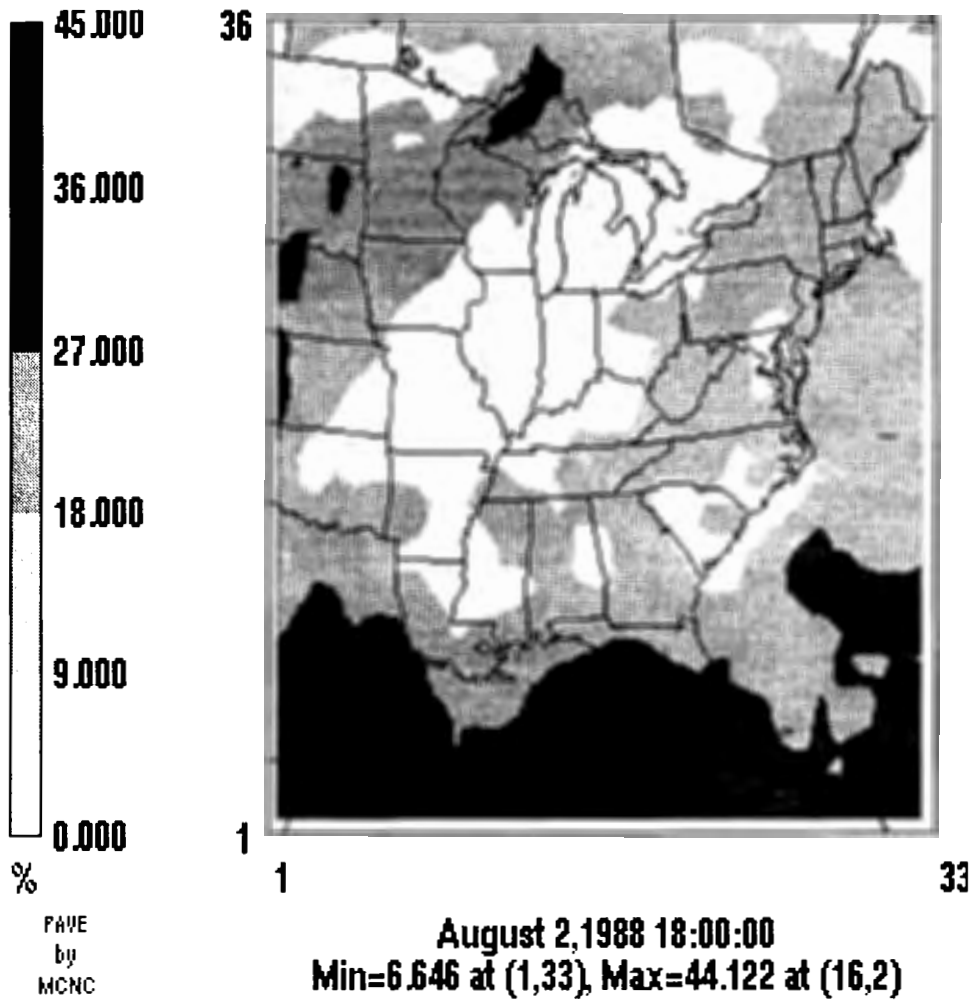 45.000
36.000
27.000
18.000
9.000
0.000
%
PAVE
by
MCNC
36
1
1
33
August 2,1988 18:00:00
Min=6.646 at (1,33), Max=44.122 at (16,2)